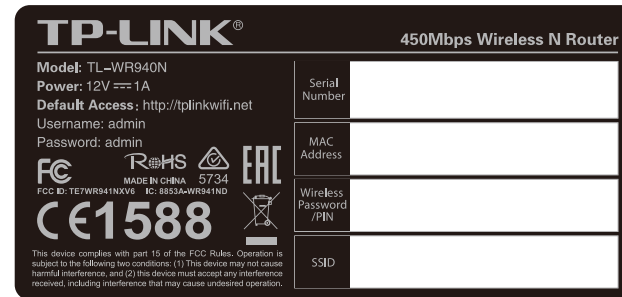 TP-LINK®
450Mbps Wireless N Router
Model: TL-WR940N
Power: 12V ⎓ 1A
Default Access: http://tplinkwifi.net
Username: admin
Password: admin
FC
RoHS
MADE IN CHINA
5734
EAC
FCC ID: TE7WR941NXV6 IC: 8853A-WR941ND
CE1588
This device complies with part 15 of the FCC Rules. Operation is
subject to the following two conditions: (1) This device may not cause
harmful interference, and (2) this device must accept any interference
received, including interference that may cause undesired operation.
Serial
Number
MAC
Address
Wireless
Password
/PIN
SSID